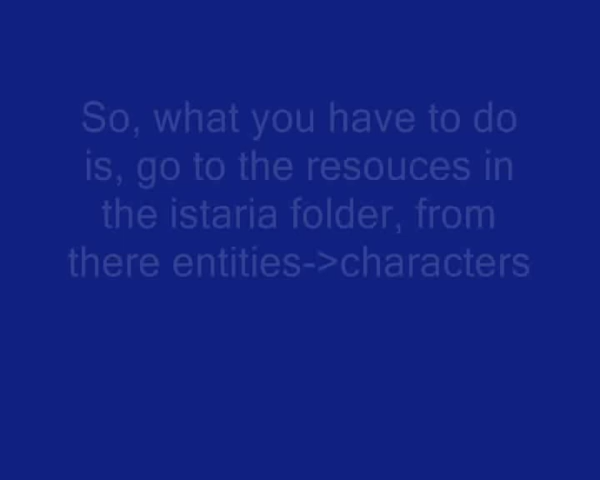 So, what you have to do
is, go to the resouces in
the istaria folder, from
there entities->characters